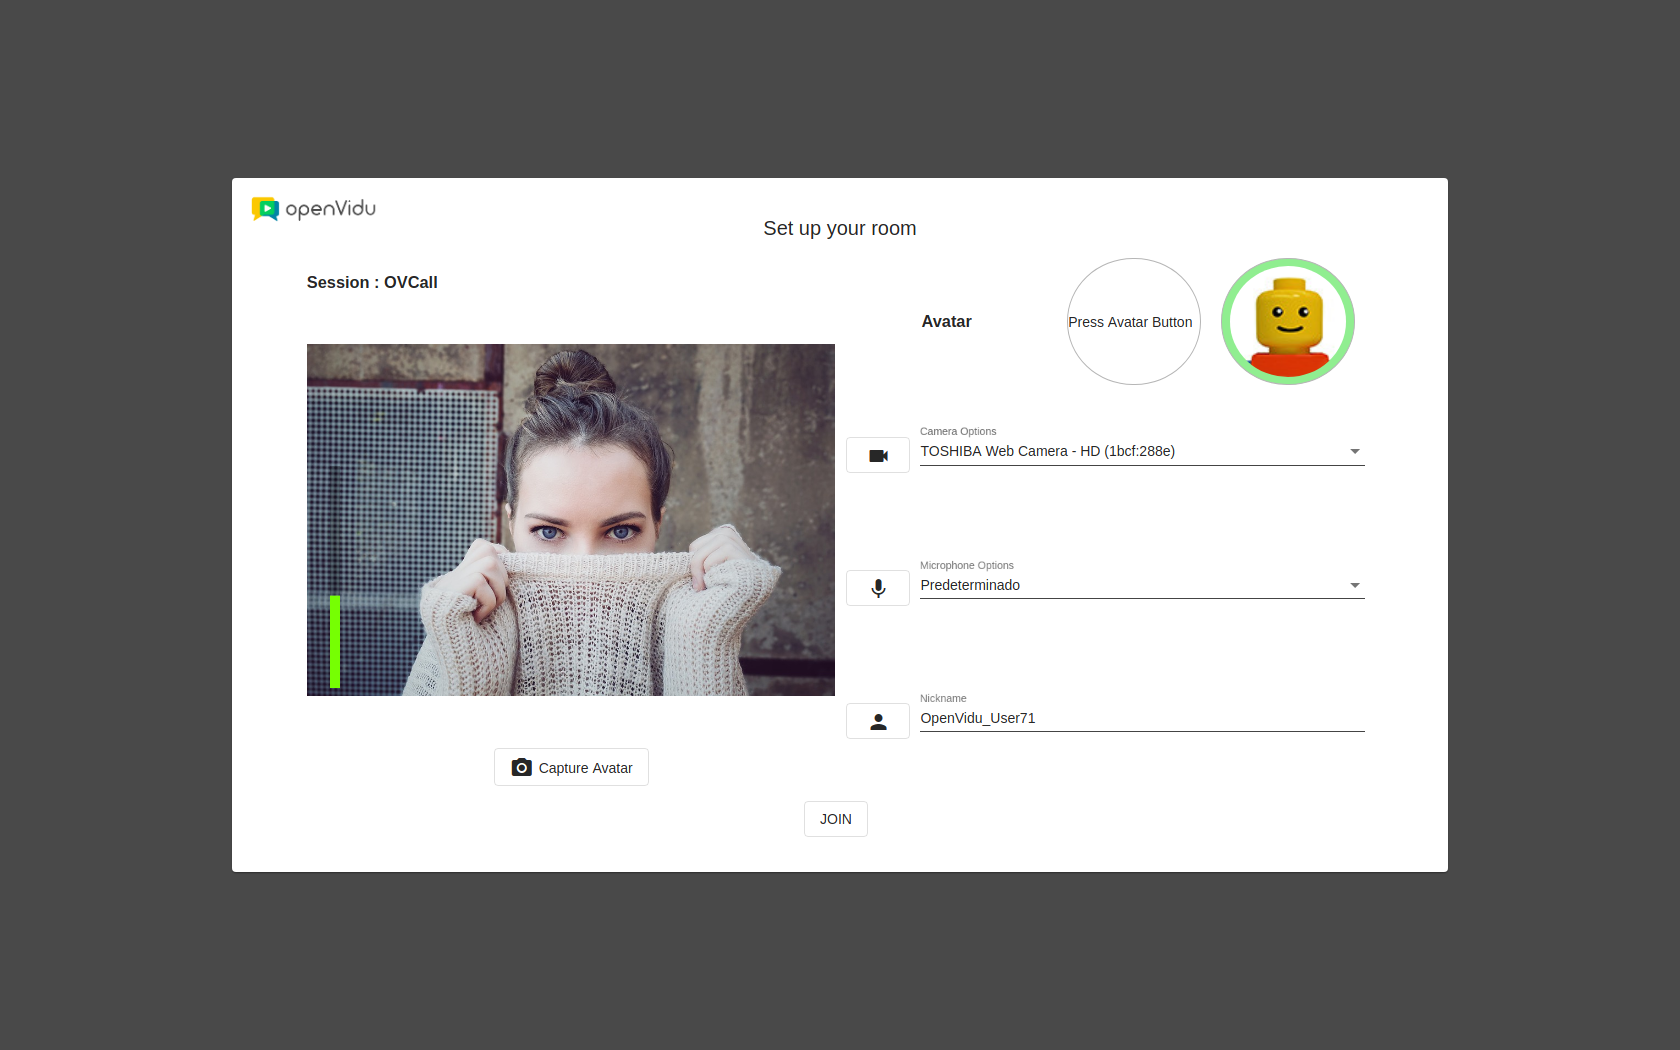 openVidu
Set up your room
Session : OVCall
Avatar
Press Avatar Button
Camera Options
TOSHIBA Web Camera - HD (1bcf:288e)
Microphone Options
Predeterminado
Nickname
OpenVidu_User71
Capture Avatar
JOIN